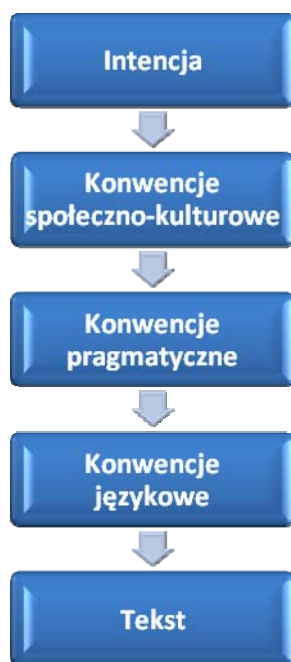 Intencja
Konwencje
społeczno-kulturowe
Konwencje
pragmatyczne
Konwencje
językowe
Tekst